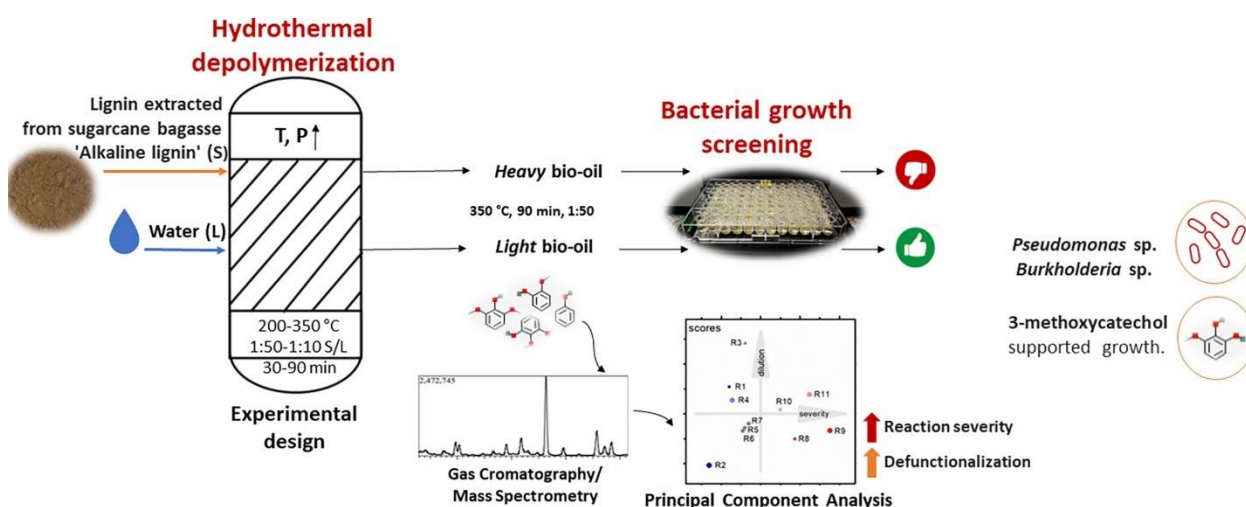 Hydrothermal
depolymerization
Lignin extracted
from sugarcane bagasse
'Alkaline lignin' (S)
Water (L)
T, P↑
200-350 °C
1:50-1:10 S/L
30-90 min
Experimental
design
Heavy bio-oil
350 °C, 90 min, 1:50
Light bio-oil
Bacterial growth
screening
Pseudomonas sp.
Burkholderia sp.
3-methoxycatechol
supported growth.
2,472,745
Gas Cromatography/
Mass Spectrometry
scores
dilution
severity
R3
R1
R4
R10
R11
R7
R5
R6
R8
R9
R2
Principal Component Analysis
Reaction severity
Defunctionalization